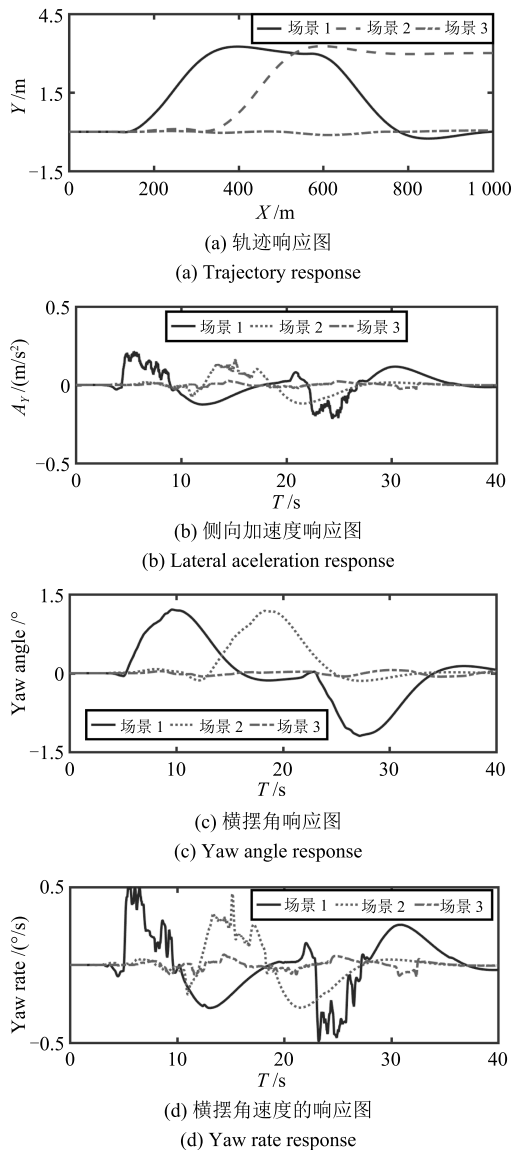 4.5
场景 1 场景 2 场景 3
Y/m
1.5
−1.5
0 200 400 600 800 1 000
X /m
(a) 轨迹响应图
(a) Trajectory response
0.5
场景 1 场景 2 场景 3
A_Y /(m/s²)
0
−0.5
0 10 20 30 40
T /s
(b) 侧向加速度响应图
(b) Lateral aceleration response
1.5
Yaw angle /°
0
场景 1 场景 2 场景 3
−1.5
0 10 20 30 40
T /s
(c) 横摆角响应图
(c) Yaw angle response
0.5
场景 1 场景 2 场景 3
Yaw rate /(°/s)
0.0
−0.5
0 10 20 30 40
T /s
(d) 横摆角速度的响应图
(d) Yaw rate response